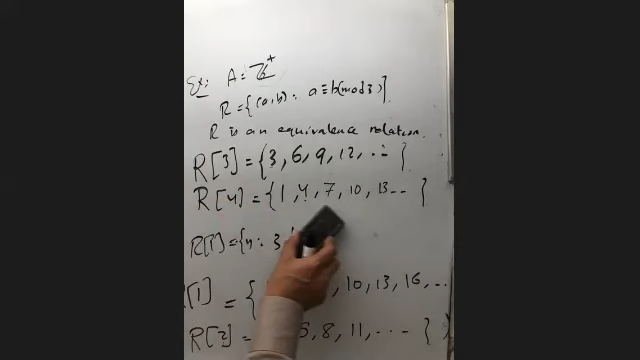 Ex: A = Z⁺
R = {(a,b): a ≡ b(mod 3)}
R is an equivalence relation.
R[3] = {3, 6, 9, 12, ... }
R[4] = {1, 4, 7, 10, 13 .. }
R[1] = {y: 3
[1] = { , 10, 13, 16, ...
R[2] = , 8, 11, .... }